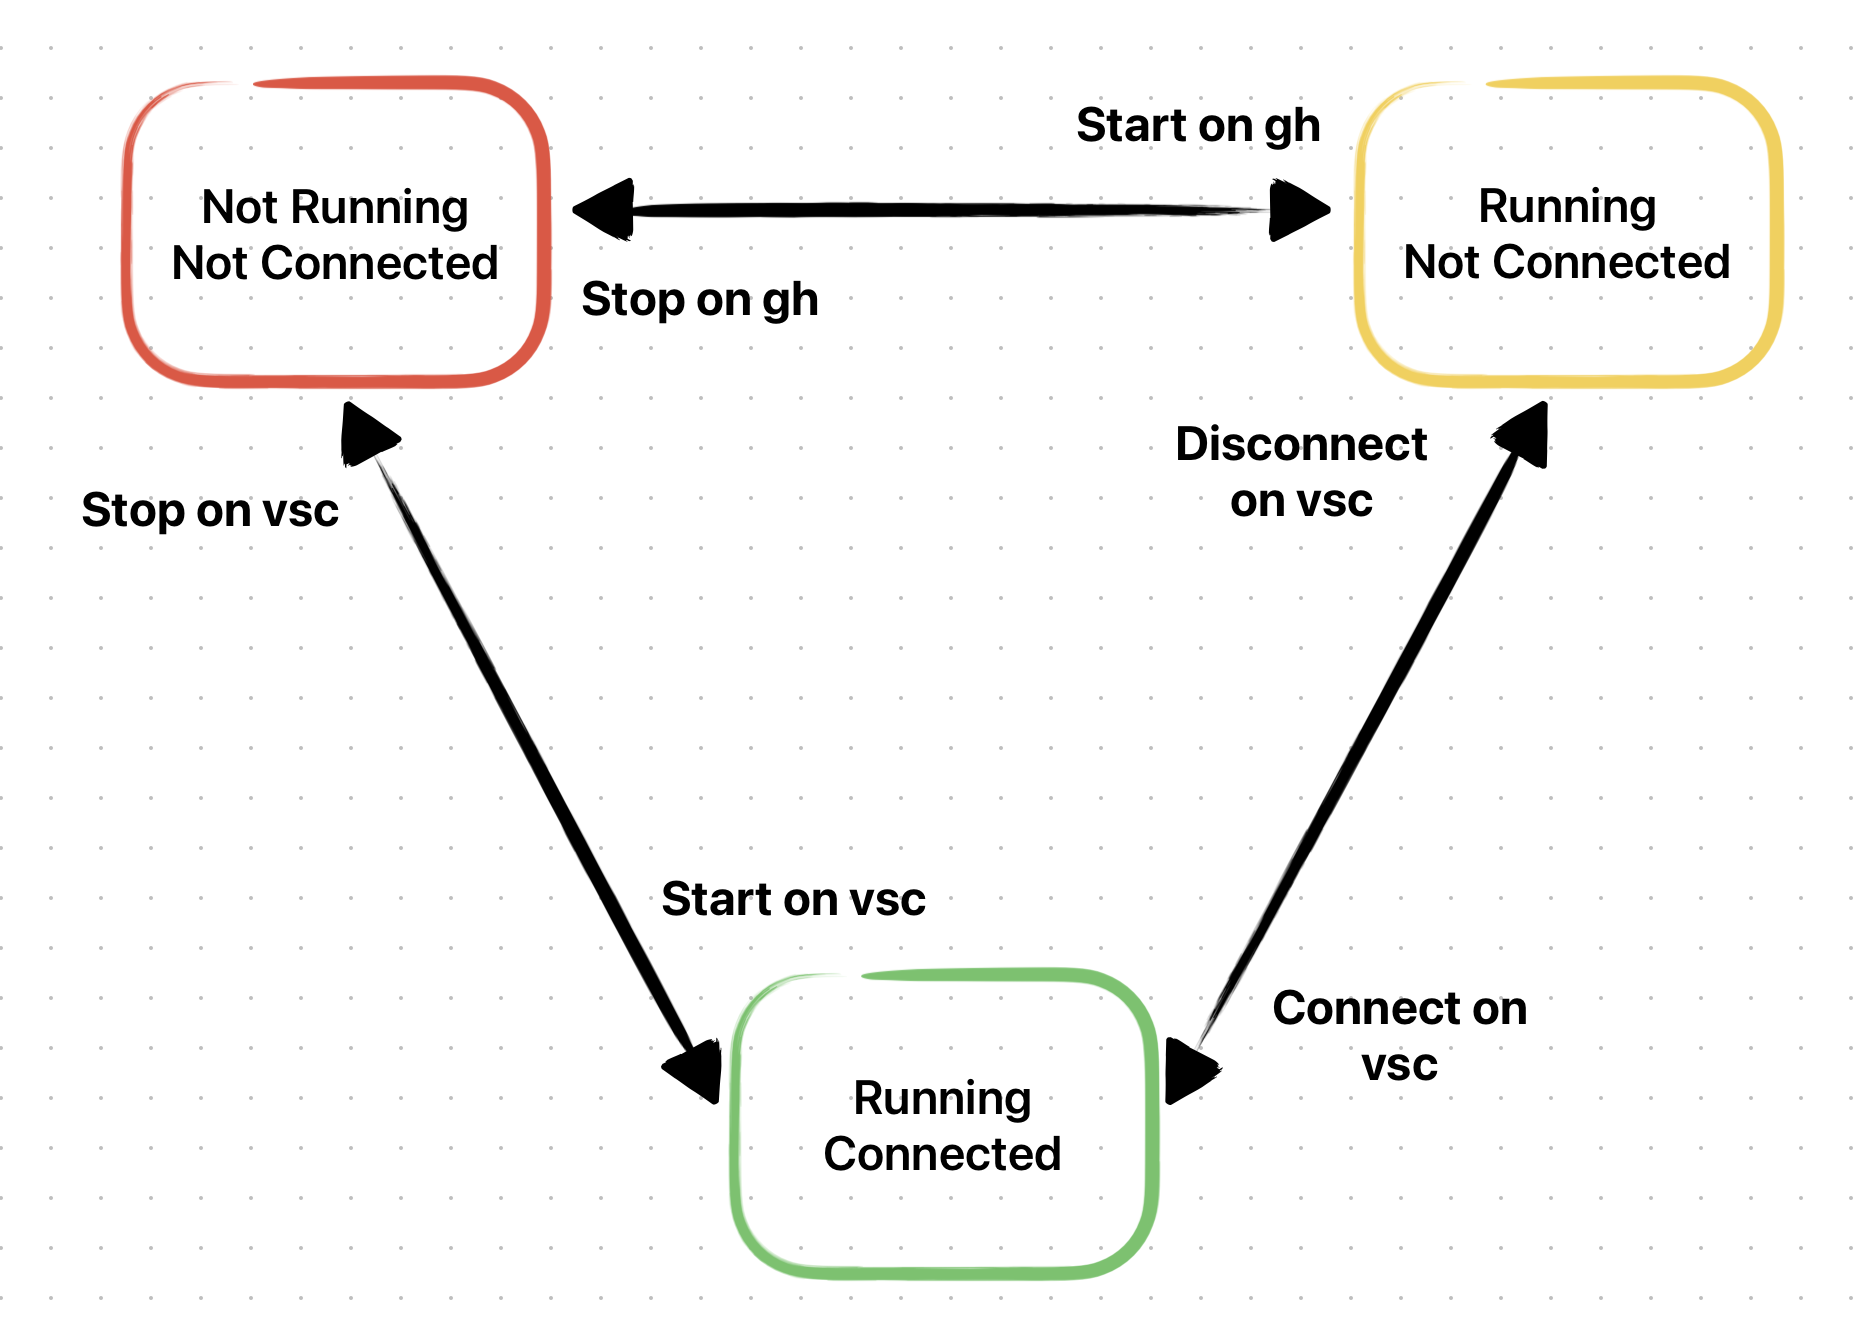 Start on gh
Not Running
Not Connected
Running
Not Connected
Stop on gh
Disconnect
on vsc
Stop on vsc
Start on vsc
Connect on
vsc
Running
Connected